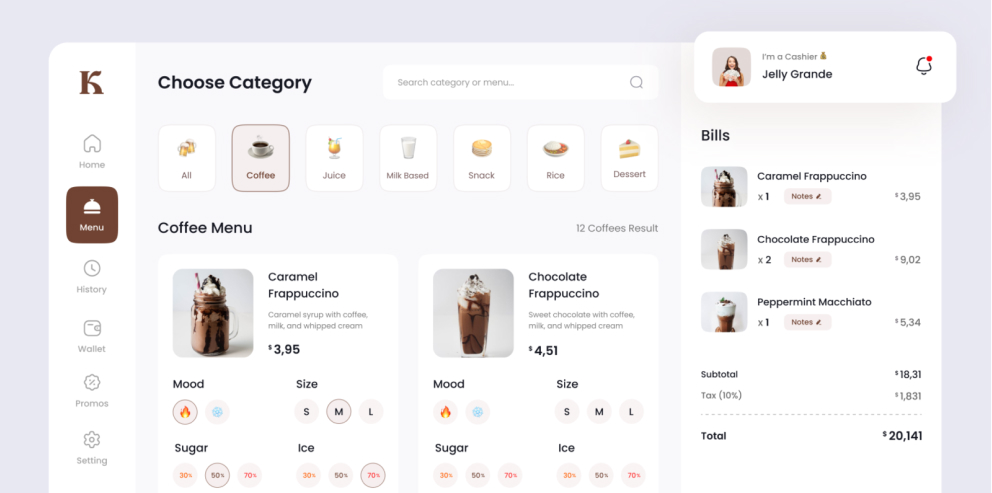 K
Home
Menu
History
Wallet
Promos
Setting
Choose Category
Search category or menu...
All
Coffee
Juice
Milk Based
Snack
Rice
Dessert
Coffee Menu
12 Coffees Result
Caramel
Frappuccino
Caramel syrup with coffee,
milk, and whipped cream
$ 3,95
Mood
Size
S M L
Sugar
Ice
30% 50% 70%
30% 50% 70%
Chocolate
Frappuccino
Sweet chocolate with coffee,
milk, and whipped cream
$ 4,51
Mood
Size
S M L
Sugar
Ice
30% 50% 70%
30% 50% 70%
I'm a Cashier
Jelly Grande
Bills
Caramel Frappuccino
x 1 Notes $ 3,95
Chocolate Frappuccino
x 2 Notes $ 9,02
Peppermint Macchiato
x 1 Notes $ 5,34
Subtotal $ 18,31
Tax (10%) $ 1,831
Total $ 20,141